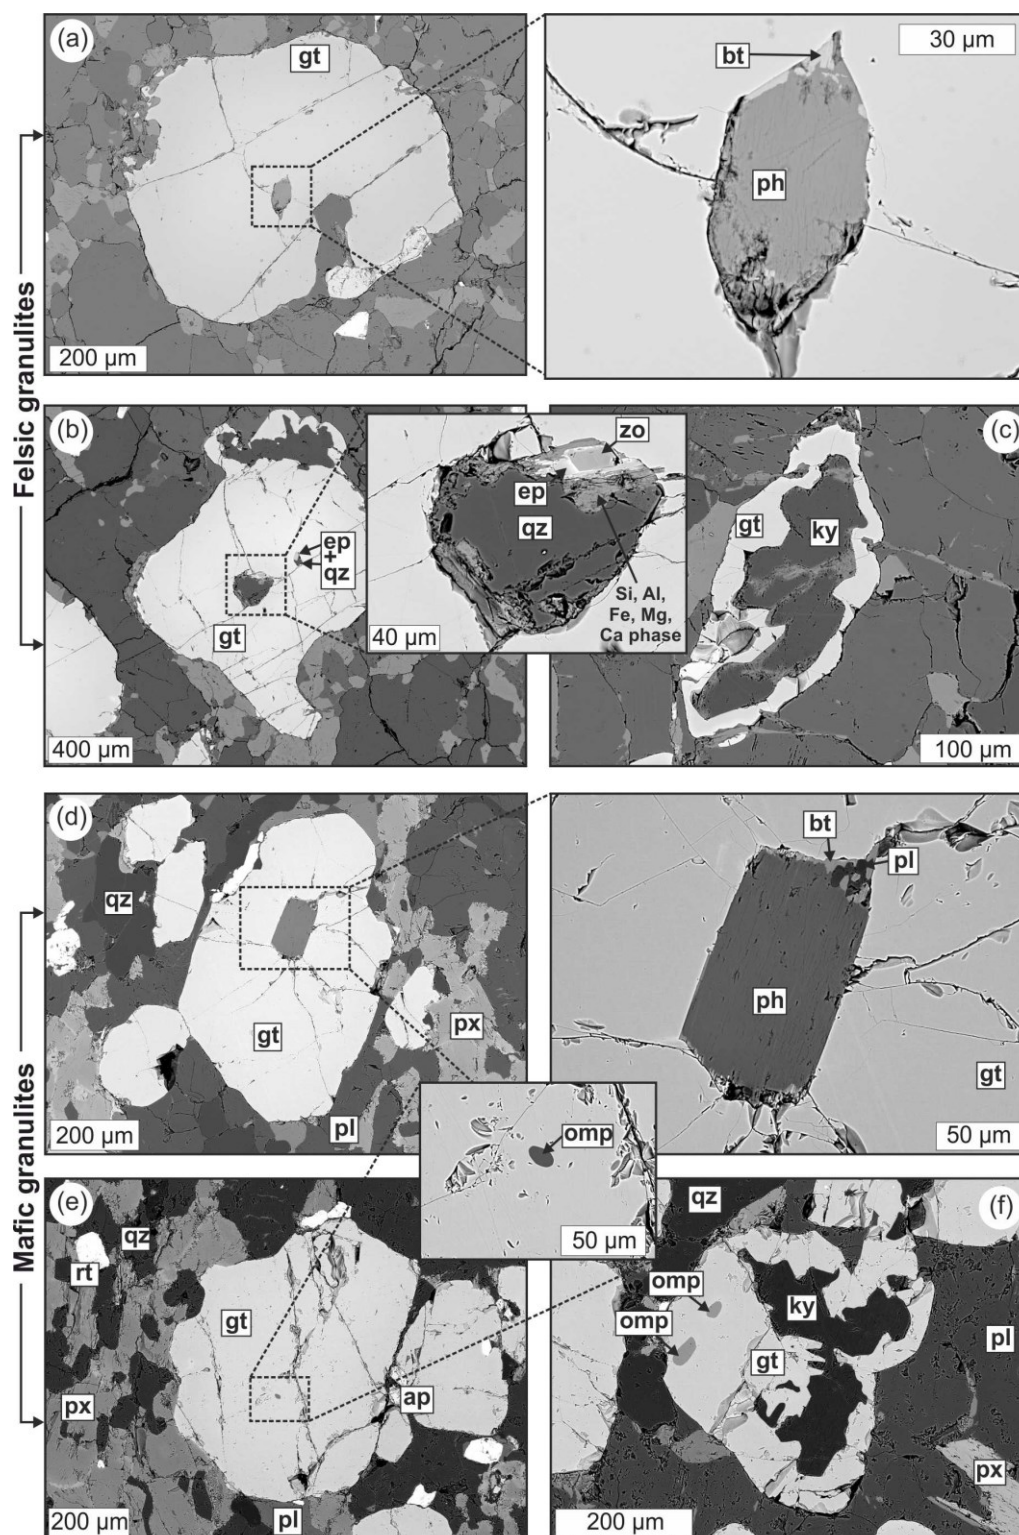 Felsic granulites
(a)
gt
200 µm
bt
30 µm
ph
(b)
ep
+
qz
gt
400 µm
zo
ep
qz
Si, Al,
Fe, Mg,
Ca phase
40 µm
(c)
gt
ky
100 µm
Mafic granulites
(d)
qz
gt
px
200 µm
pl
bt
pl
ph
gt
50 µm
omp
50 µm
(e)
qz
rt
gt
px
ap
200 µm
pl
(f)
qz
omp
omp
ky
gt
pl
px
200 µm